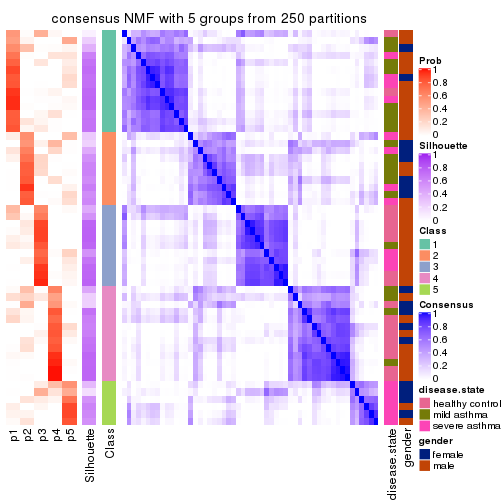 consensus NMF with 5 groups from 250 partitions
p1
p2
p3
p4
p5
Silhouette
Class
disease.state
gender
Prob
1
0.8
0.6
0.4
0.2
0
Silhouette
1
0.8
0.6
0.4
0.2
0
Class
1
2
3
4
5
Consensus
1
0.8
0.6
0.4
0.2
0
disease.state
healthy control
mild asthma
severe asthma
gender
female
male